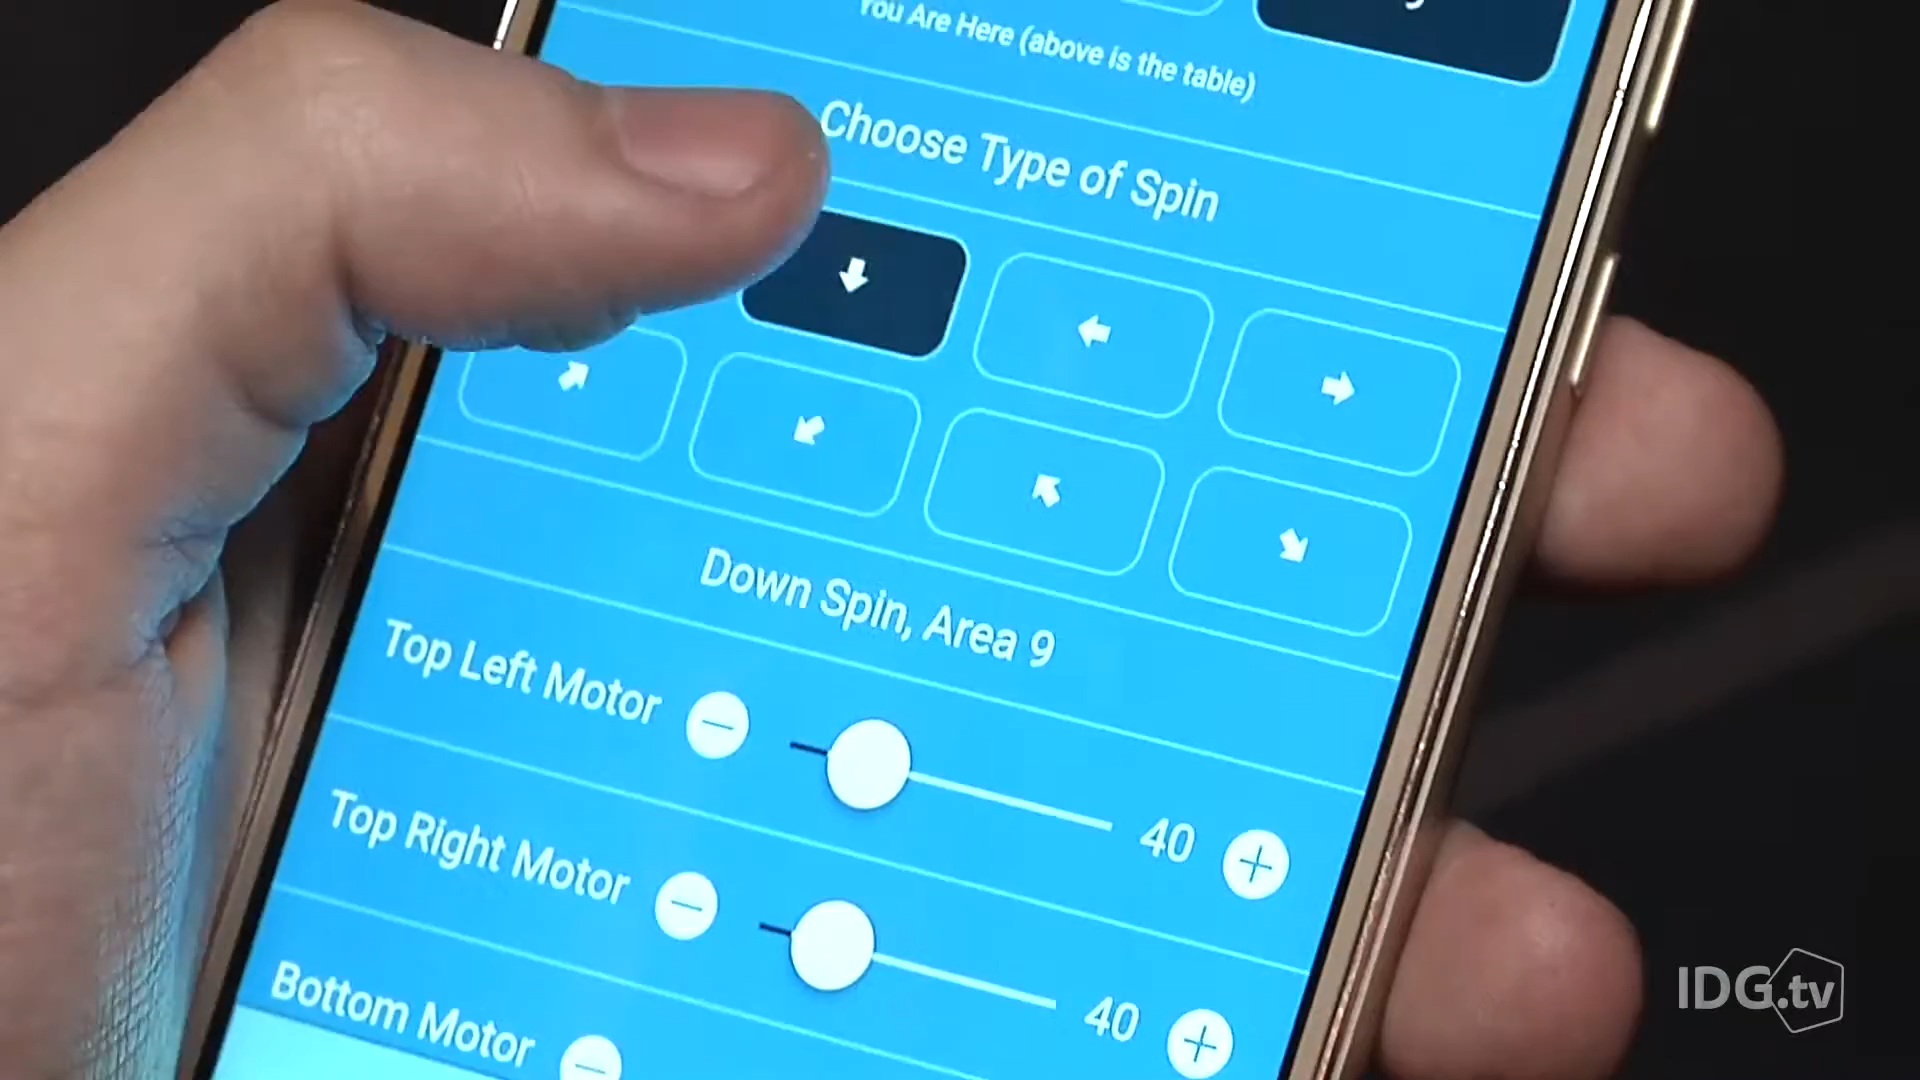 You Are Here (above is the table)
Choose Type of Spin
Down Spin, Area 9
Top Left Motor
40
Top Right Motor
40
Bottom Motor
IDG.tv